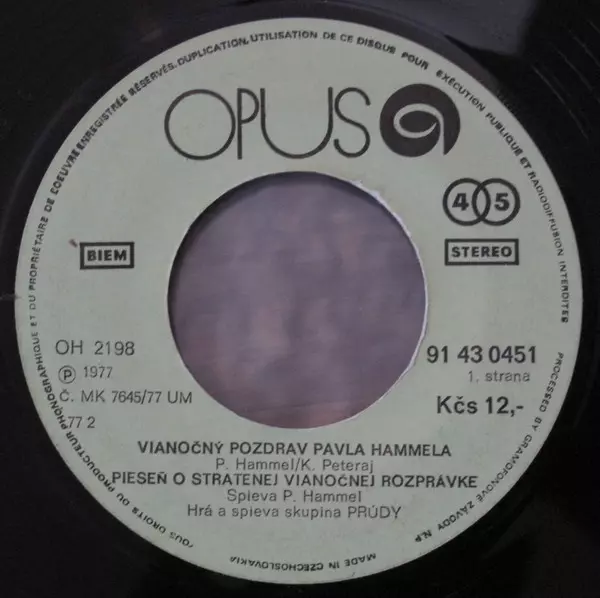 TOUS DROITS DU PRODUCTEUR PHONOGRAPHIQUE ET DU PROPRIÉTAIRE DE L'OEUVRE ENREGISTRÉE RÉSERVÉS. DUPLICATION, UTILISATION DE CE DISQUE POUR EXÉCUTION PUBLIQUE ET RADIODIFFUSION INTERDITES
OPUS
45
BIEM
STEREO
OH 2198
91 43 0451
Ⓟ 1977
1. strana
Č. MK 7645/77 UM
Kčs 12,-
77 2
VIANOČNÝ POZDRAV PAVLA HAMMELA
P. Hammel/K. Peteraj
PIESEŇ O STRATENEJ VIANOČNEJ ROZPRÁVKE
Spieva P. Hammel
Hrá a spieva skupina PRÚDY
MADE IN CZECHOSLOVAKIA
PROCESSED BY GRAMOFONOVÉ ZÁVODY N.P.